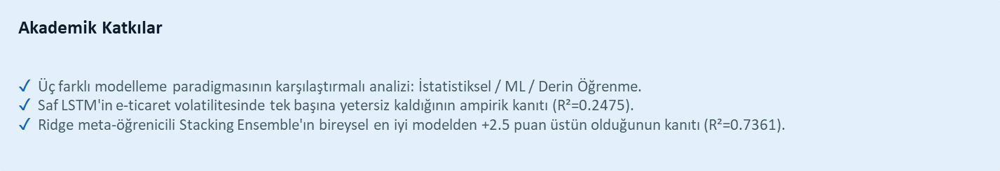 Akademik Katkılar
✓ Üç farklı modelleme paradigmasının karşılaştırmalı analizi: İstatistiksel / ML / Derin Öğrenme.
✓ Saf LSTM'in e-ticaret volatilitesinde tek başına yetersiz kaldığının ampirik kanıtı (R²=0.2475).
✓ Ridge meta-öğrenicili Stacking Ensemble'ın bireysel en iyi modelden +2.5 puan üstün olduğunun kanıtı (R²=0.7361).